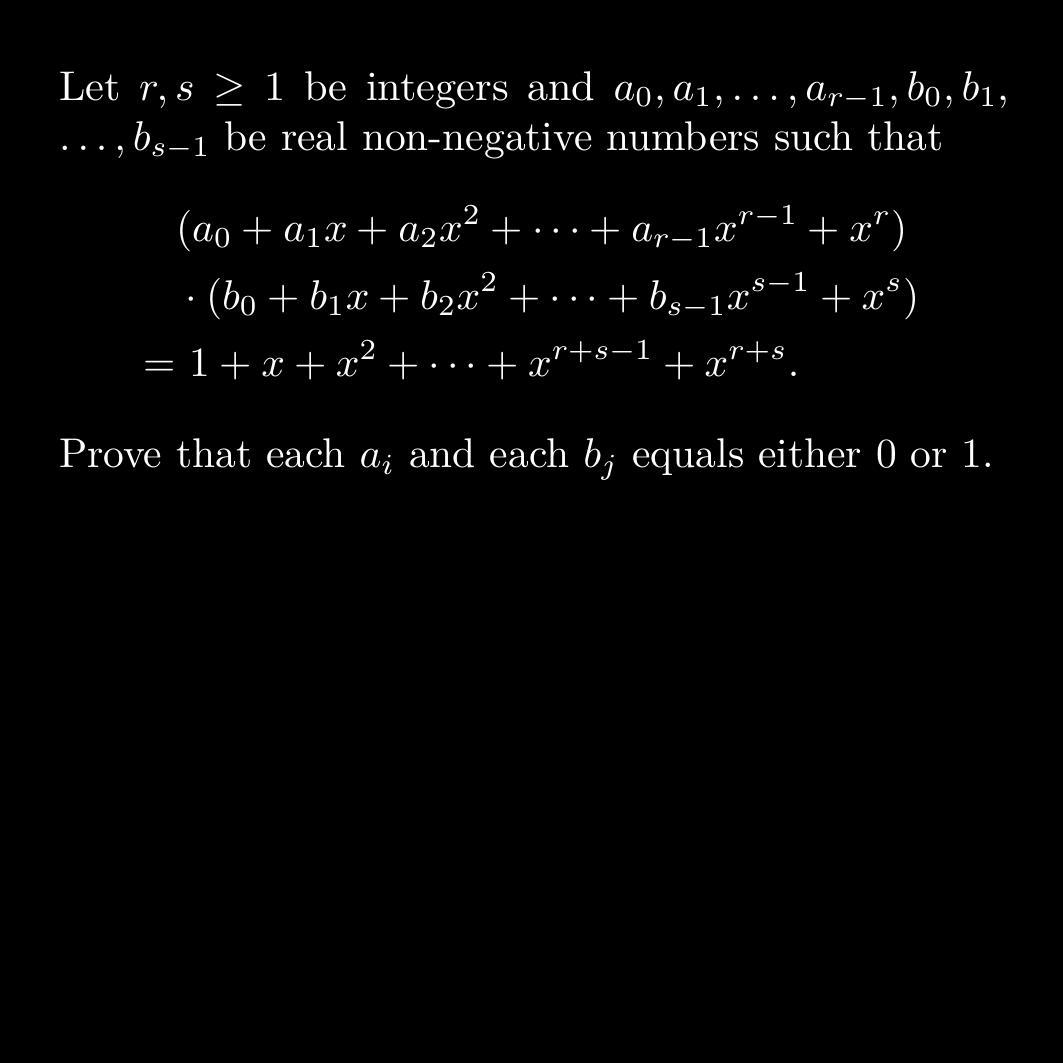 Let r, s ≥ 1 be integers and a_0, a_1, …, a_{r−1}, b_0, b_1,
…, b_{s−1} be real non-negative numbers such that
(a_0 + a_1x + a_2x^2 + ⋯ + a_{r−1}x^{r−1} + x^r)
· (b_0 + b_1x + b_2x^2 + ⋯ + b_{s−1}x^{s−1} + x^s)
= 1 + x + x^2 + ⋯ + x^{r+s−1} + x^{r+s}.
Prove that each a_i and each b_j equals either 0 or 1.